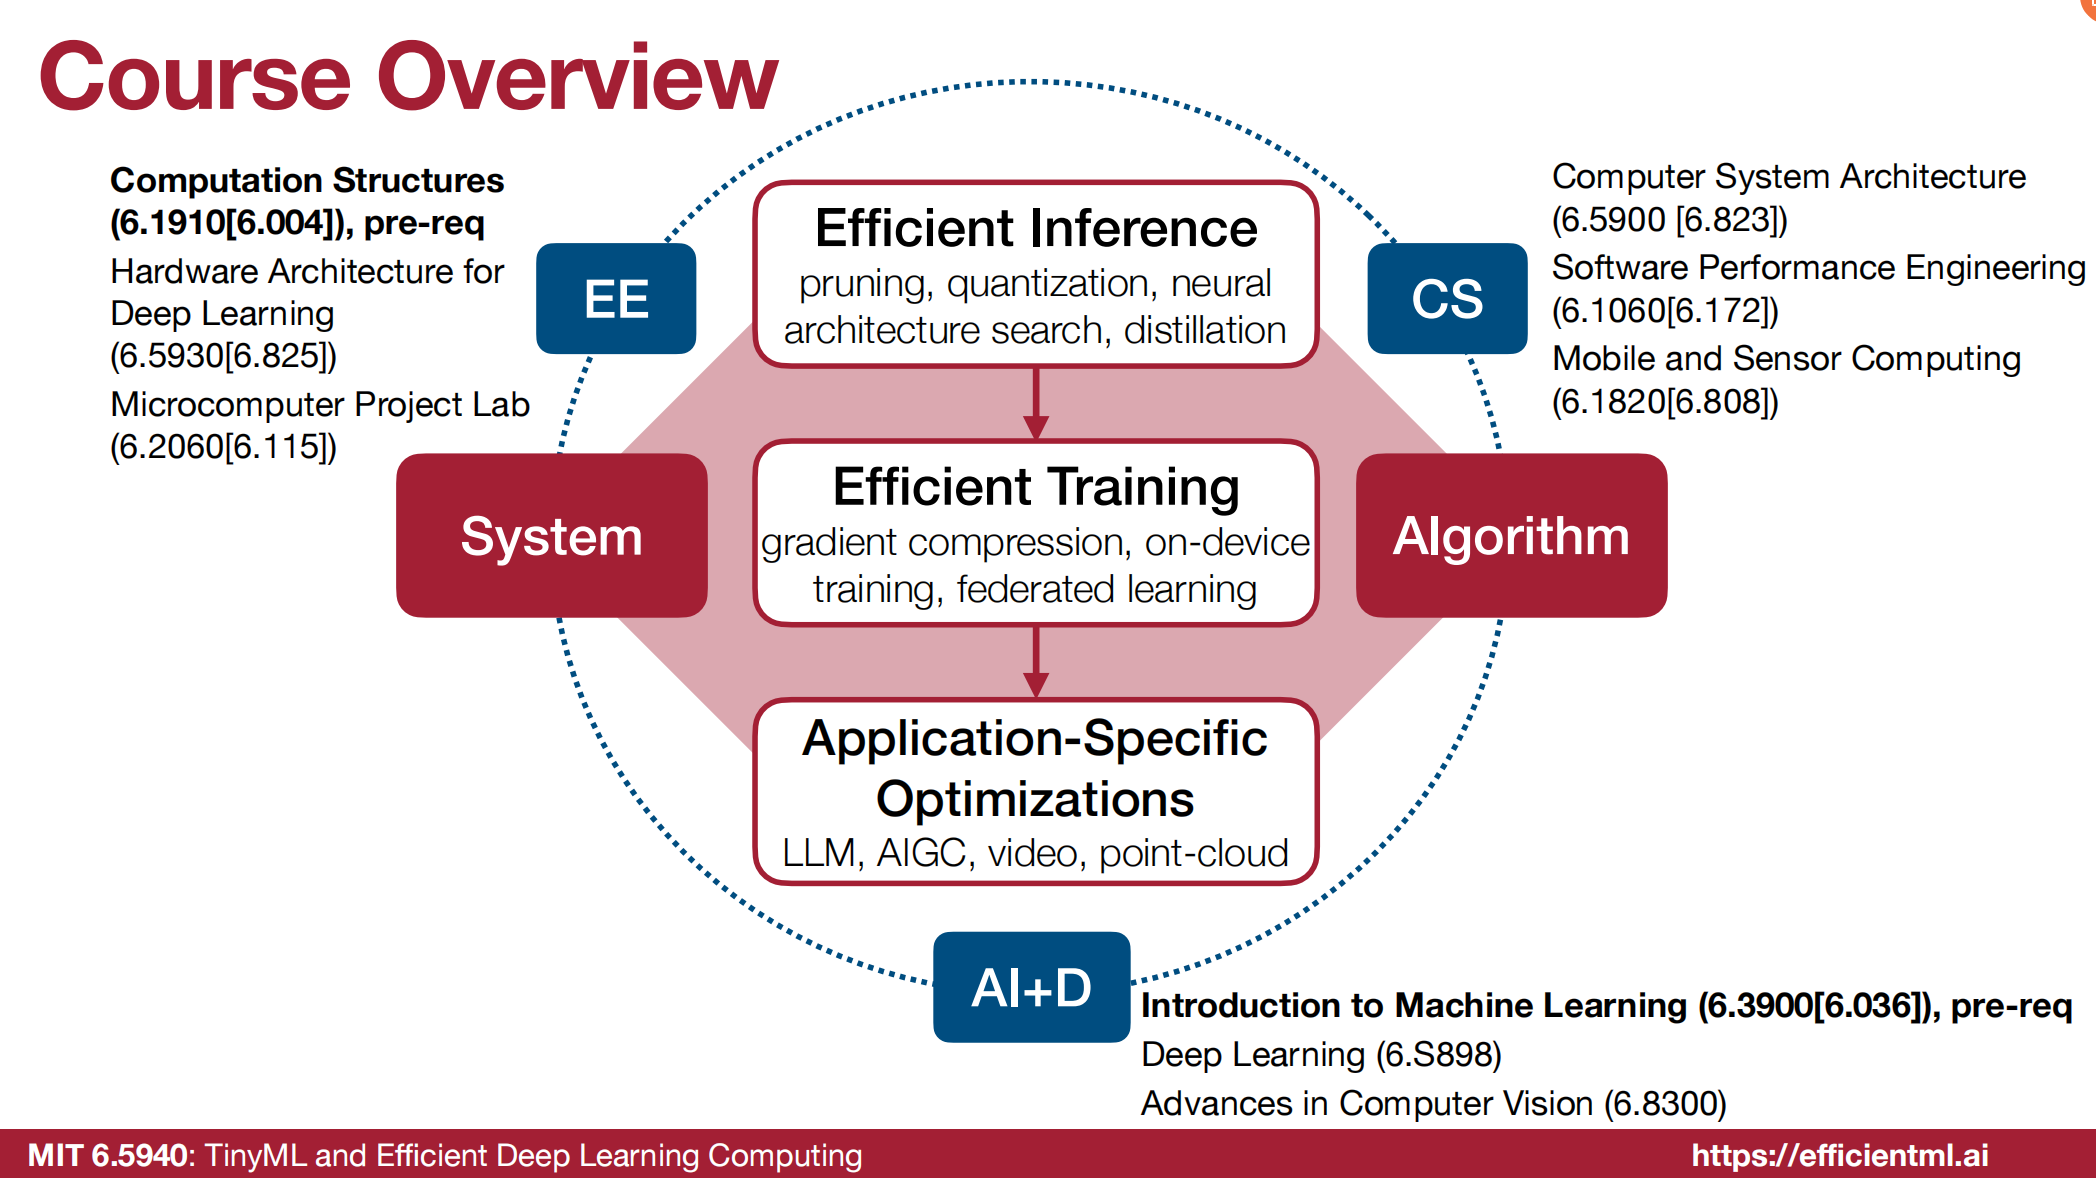 Course Overview
Computation Structures
(6.1910[6.004]), pre-req
Hardware Architecture for
Deep Learning
(6.5930[6.825])
Microcomputer Project Lab
(6.2060[6.115])
EE
Efficient Inference
pruning, quantization, neural
architecture search, distillation
CS
Computer System Architecture
(6.5900 [6.823])
Software Performance Engineering
(6.1060[6.172])
Mobile and Sensor Computing
(6.1820[6.808])
System
Efficient Training
gradient compression, on-device
training, federated learning
Algorithm
Application-Specific
Optimizations
LLM, AIGC, video, point-cloud
AI+D
Introduction to Machine Learning (6.3900[6.036]), pre-req
Deep Learning (6.S898)
Advances in Computer Vision (6.8300)
MIT 6.5940: TinyML and Efficient Deep Learning Computing
https://efficientml.ai